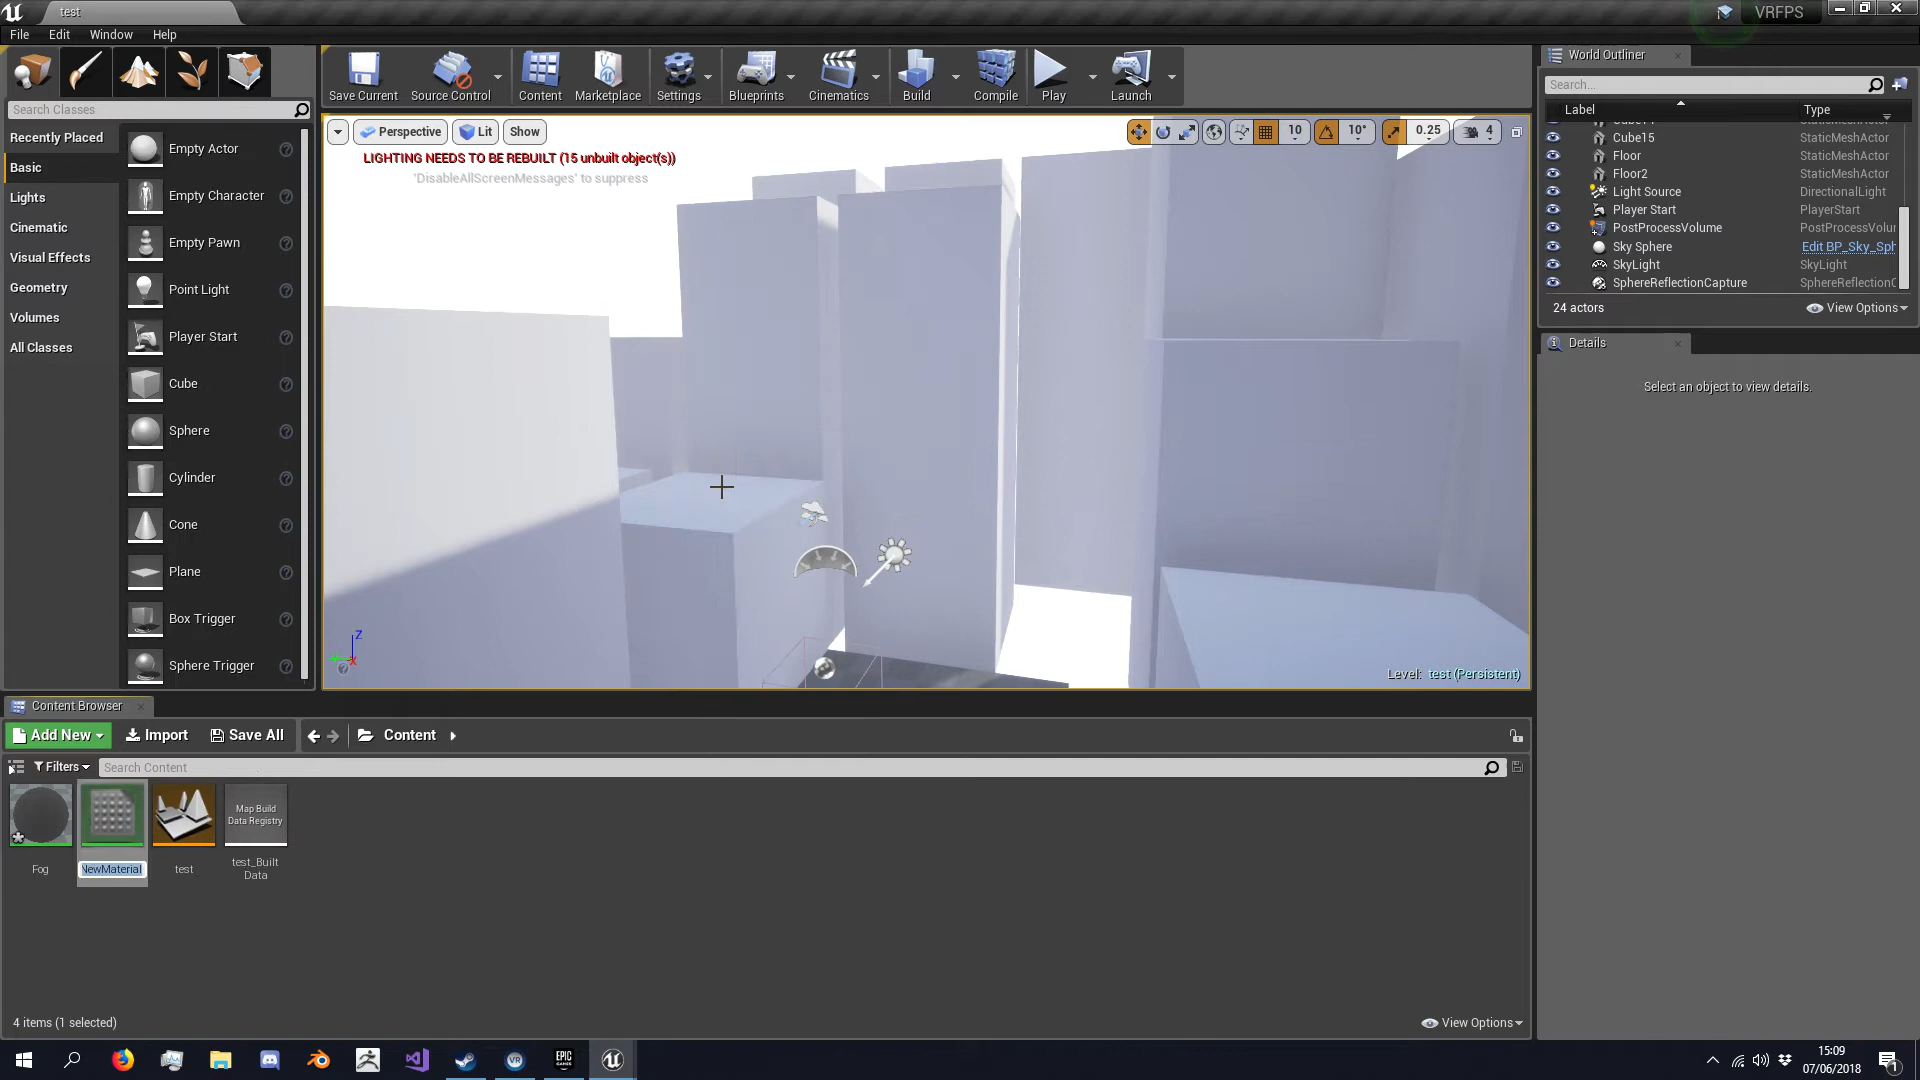 test
VRFPS
File
Edit
Window
Help
Search Classes
Recently Placed
Basic
Lights
Cinematic
Visual Effects
Geometry
Volumes
All Classes
Empty Actor
Empty Character
Empty Pawn
Point Light
Player Start
Cube
Sphere
Cylinder
Cone
Plane
Box Trigger
Sphere Trigger
Save Current
Source Control
Content
Marketplace
Settings
Blueprints
Cinematics
Build
Compile
Play
Launch
Perspective
Lit
Show
10
10°
0.25
4
LIGHTING NEEDS TO BE REBUILT (15 unbuilt object(s))
'DisableAllScreenMessages' to suppress
Z
Level: test (Persistent)
World Outliner
Search...
Label
Type
Cube15 StaticMeshActor
Floor StaticMeshActor
Floor2 StaticMeshActor
Light Source DirectionalLight
Player Start PlayerStart
PostProcessVolume PostProcessVolu
Sky Sphere Edit BP_Sky_Sph
SkyLight SkyLight
SphereReflectionCapture SphereReflectionC
24 actors
View Options
Details
Select an object to view details.
Content Browser
Add New
Import
Save All
Content
Filters
Search Content
Map Build
Data Registry
Fog
NewMaterial
test
test_Built
Data
4 items (1 selected)
View Options
VR
EPIC
GAMES
15:09
07/06/2018
1